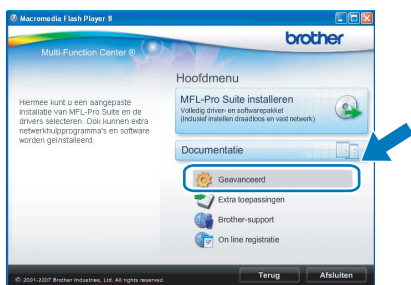 Macromedia Flash Player 8
brother
Multi-Function Center ®
Hoofdmenu
Hiermee kunt u een aangepaste
installatie van MFL-Pro Suite en de
drivers selecteren. Ook kunnen extra
netwerkhulpprogramma's en software
worden geïnstalleerd.
MFL-Pro Suite installeren
Volledig driver- en softwarepakket
(Inclusief instellen draadloos en vast netwerk)
Documentatie
Geavanceerd
Extra toepassingen
Brother-support
On line registratie
© 2001-2007 Brother Industries, Ltd. All rights reserved
Terug
Afsluiten